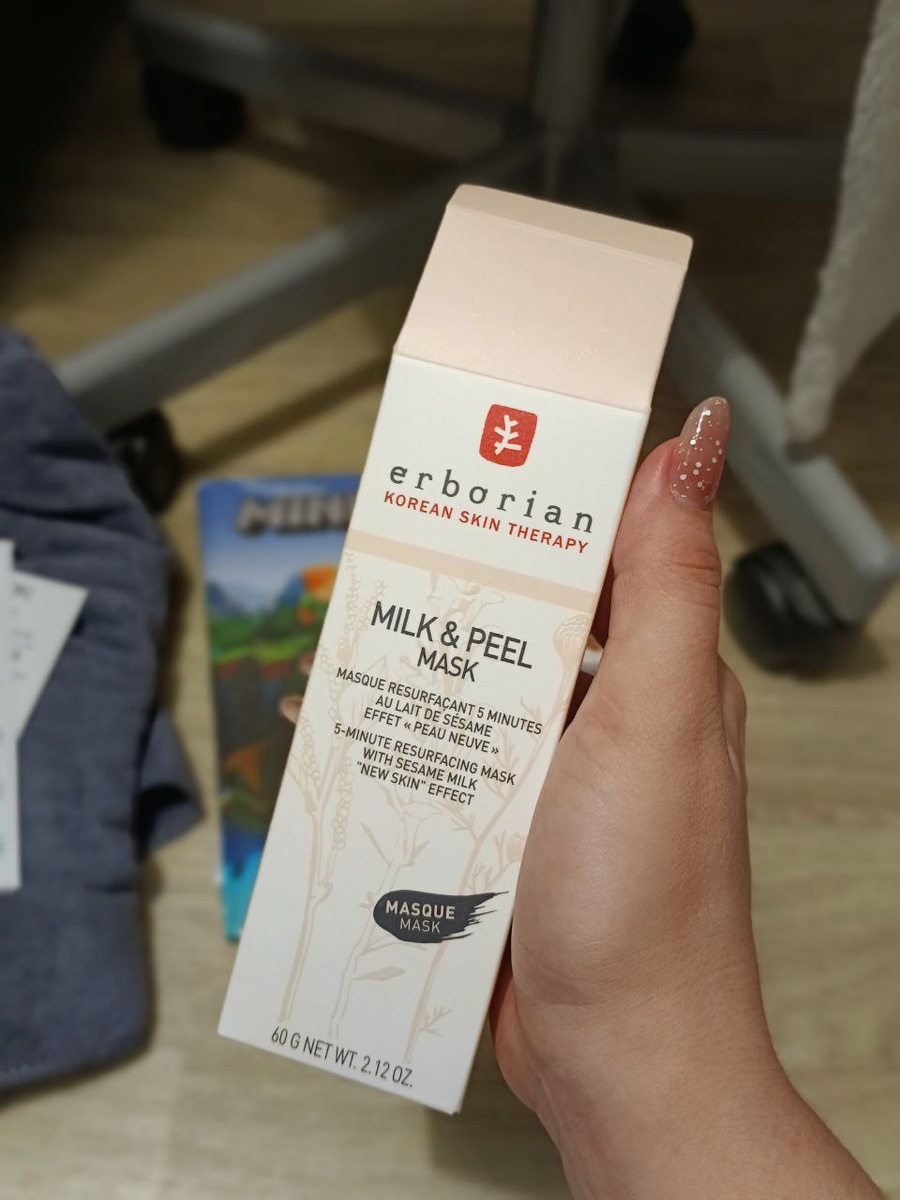 erborian
KOREAN SKIN THERAPY
MILK & PEEL
MASK
MASQUE RESURFAÇANT 5 MINUTES
AU LAIT DE SÉSAME
EFFET « PEAU NEUVE »
5-MINUTE RESURFACING MASK
WITH SESAME MILK
"NEW SKIN" EFFECT
MASQUE
MASK
60 G NET WT. 2.12 OZ.